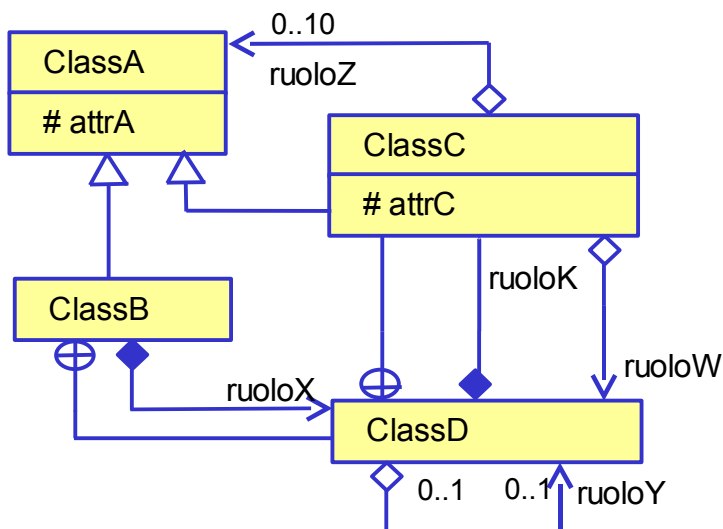 0..10
ClassA
ruoloZ
# attrA
ClassC
# attrC
ClassB
ruoloK
ruoloW
ruoloX
ClassD
0..1
0..1
ruoloY